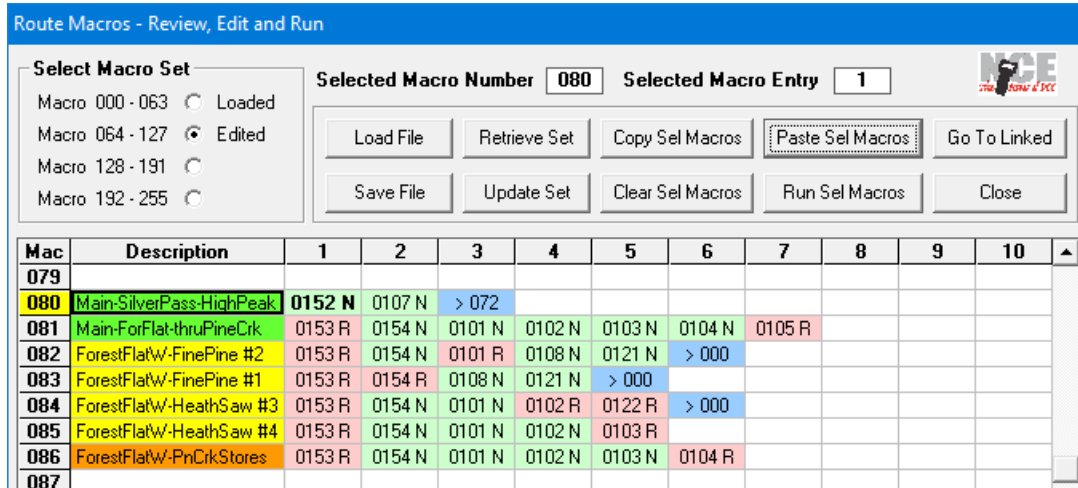 Route Macros - Review, Edit and Run
Select Macro Set
Macro 000 - 063 Loaded
Macro 064 - 127 Edited
Macro 128 - 191
Macro 192 - 255
Selected Macro Number 080 Selected Macro Entry 1
NCE
Load File Retrieve Set Copy Sel Macros Paste Sel Macros Go To Linked
Save File Update Set Clear Sel Macros Run Sel Macros Close
Mac Description 1 2 3 4 5 6 7 8 9 10
079
080 Main-SilverPass-HighPeak 0152 N 0107 N > 072
081 Main-ForFlat-thruPineCrk 0153 R 0154 N 0101 N 0102 N 0103 N 0104 N 0105 R
082 ForestFlatW-FinePine #2 0153 R 0154 N 0101 R 0108 N 0121 N > 000
083 ForestFlatW-FinePine #1 0153 R 0154 R 0108 N 0121 N > 000
084 ForestFlatW-HeathSaw #3 0153 R 0154 N 0101 N 0102 R 0122 R > 000
085 ForestFlatW-HeathSaw #4 0153 R 0154 N 0101 N 0102 N 0103 R
086 ForestFlatW-PnCrkStores 0153 R 0154 N 0101 N 0102 N 0103 N 0104 R
087